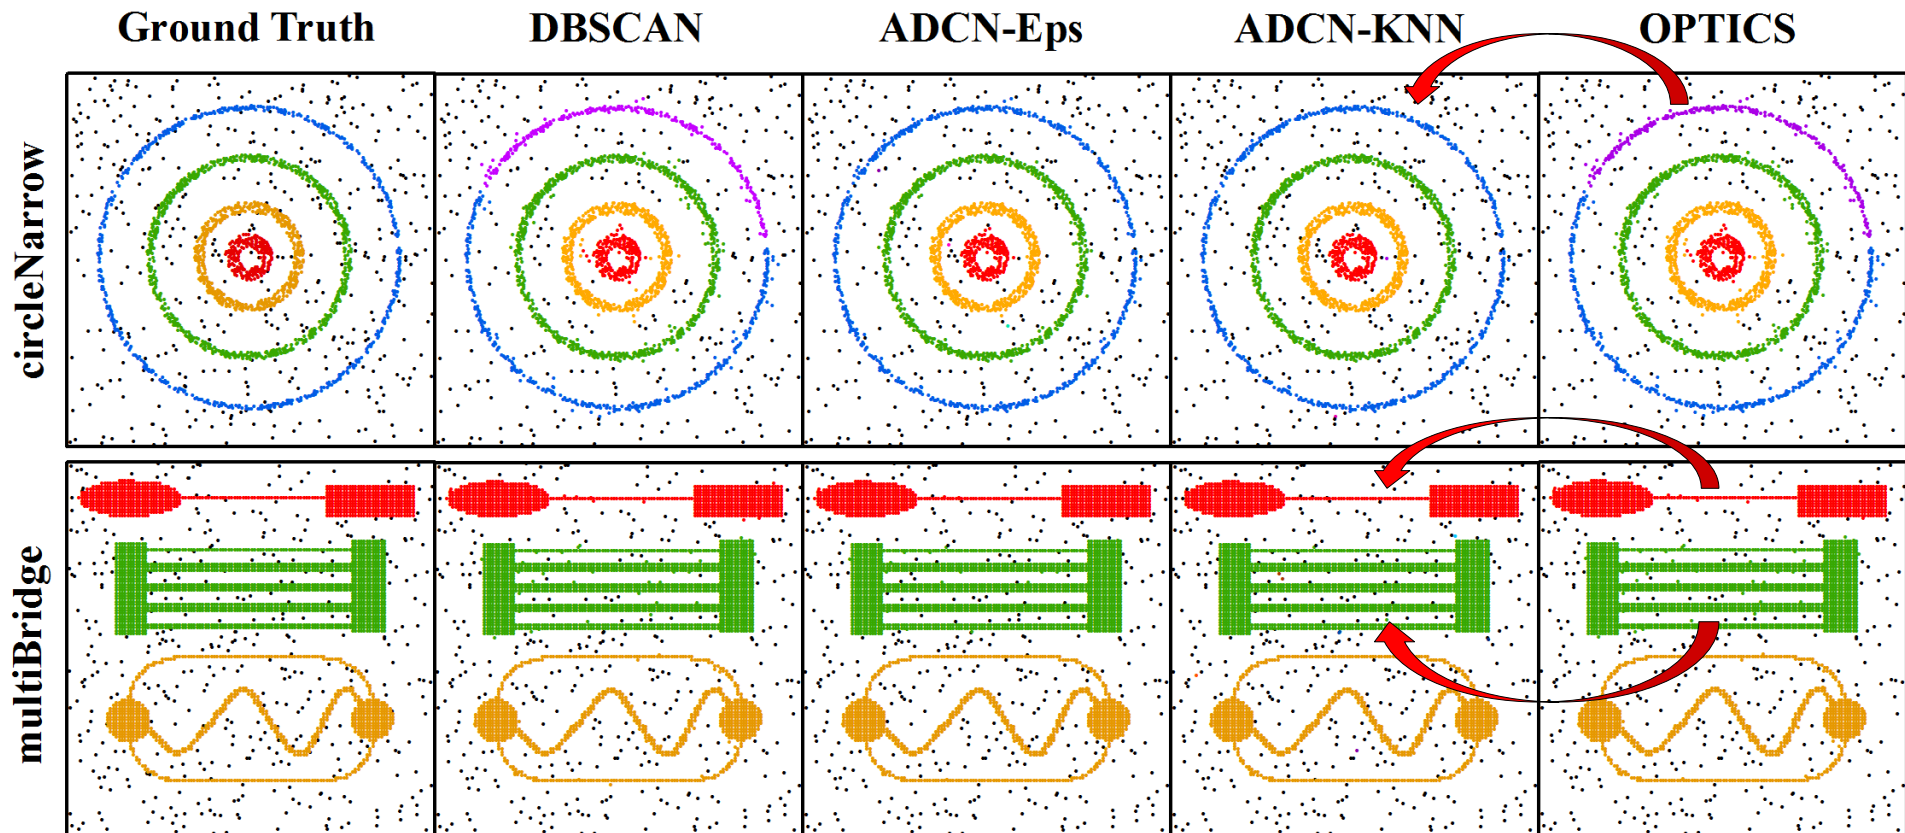 Ground Truth DBSCAN ADCN-Eps ADCN-KNN OPTICS
circleNarrow
multiBridge